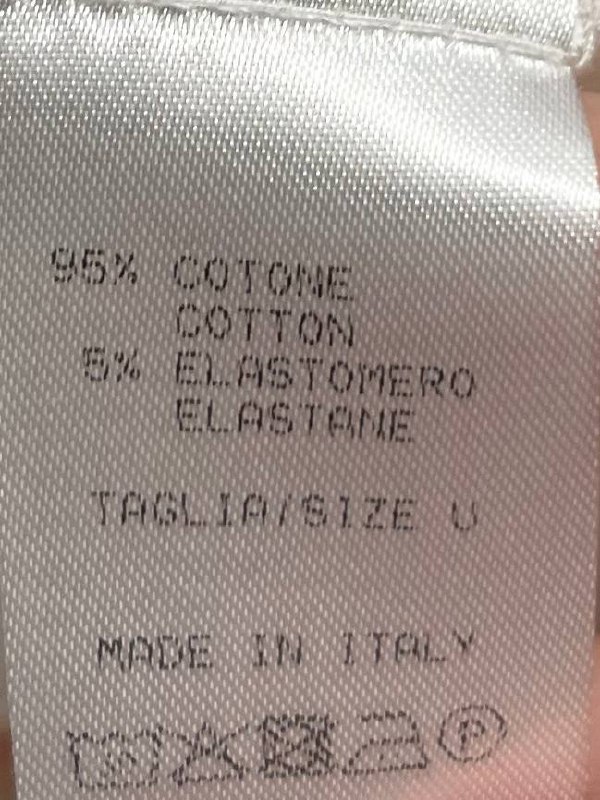 95% COTONE
COTTON
5% ELASTOMERO
ELASTANE
TAGLIA/SIZE U
MADE IN ITALY
P